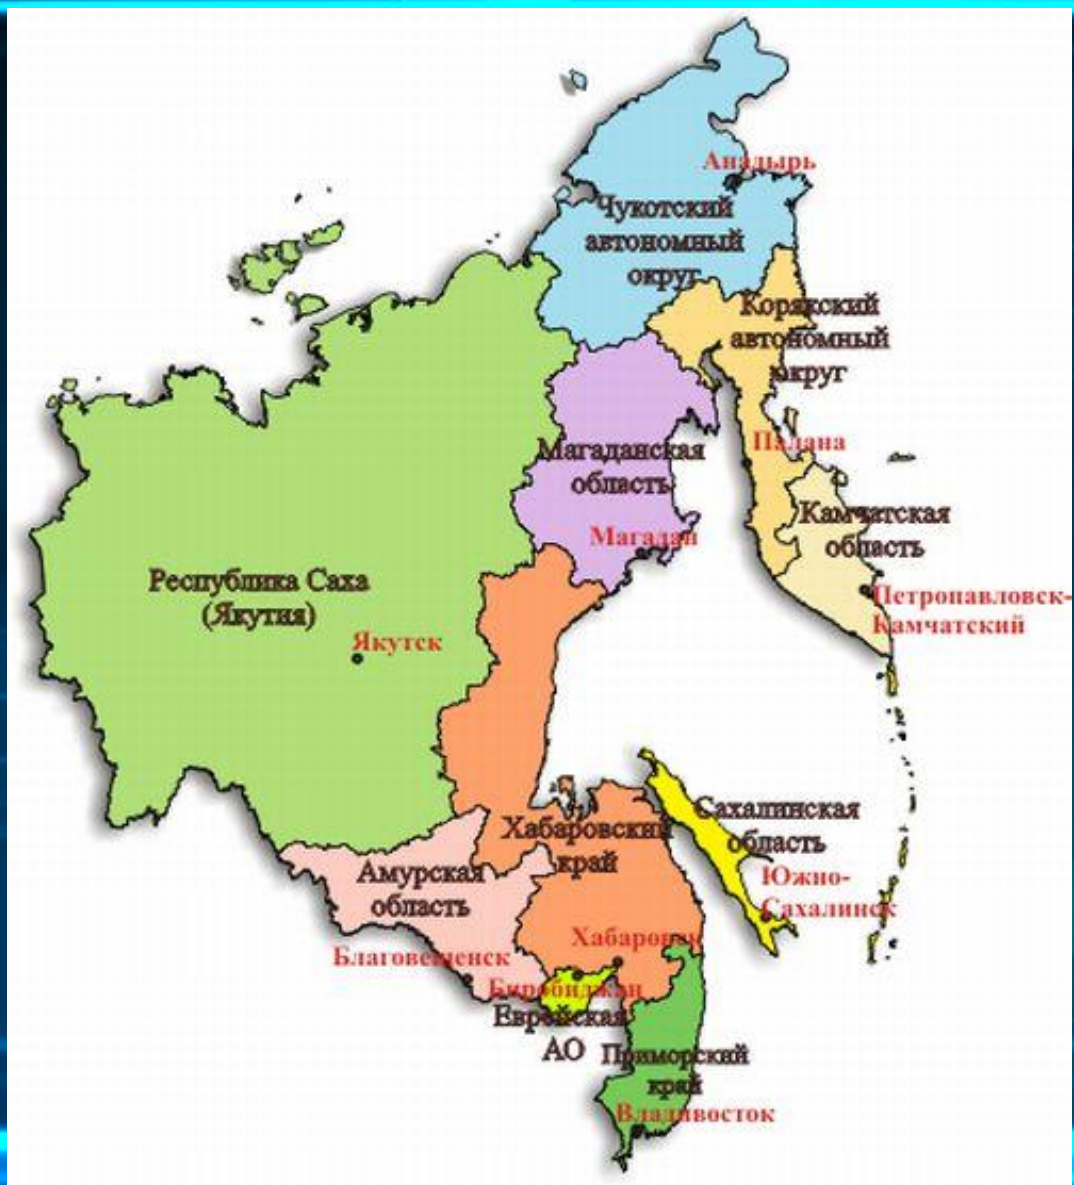 Анадырь
Чукотский
автономный
округ
Корякский
автономный
округ
Палана
Магаданская
область
Камчатская
область
Магадан
Республика Саха
(Якутия)
Петропавловск-
Камчатский
Якутск
Сахалинская
область
Хабаровский
край
Амурская
область
Южно-
Сахалинск
Хабаровск
Благовещенск
Биробиджан
Еврейская
АО
Приморский
край
Владивосток